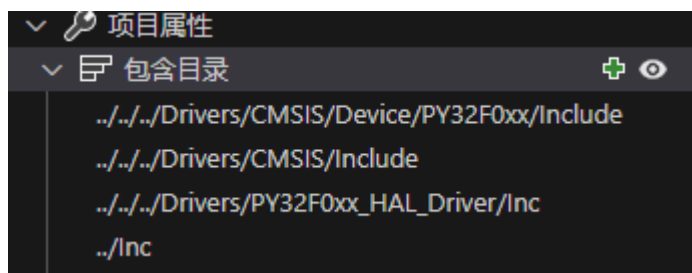 项目属性
包含目录
../../../Drivers/CMSIS/Device/PY32F0xx/Include
../../../Drivers/CMSIS/Include
../../../Drivers/PY32F0xx_HAL_Driver/Inc
../Inc